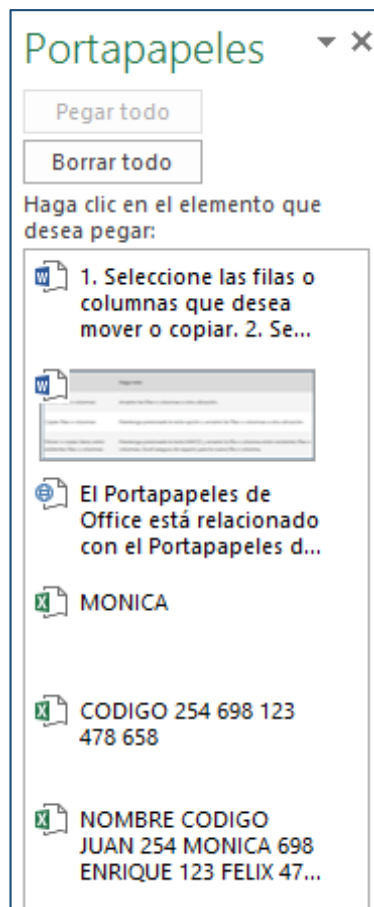 Portapapeles
Pegar todo
Borrar todo
Haga clic en el elemento que
desea pegar:
1. Seleccione las filas o
columnas que desea
mover o copiar. 2. Se...
El Portapapeles de
Office está relacionado
con el Portapapeles d...
MONICA
CODIGO 254 698 123
478 658
NOMBRE CODIGO
JUAN 254 MONICA 698
ENRIQUE 123 FELIX 47...